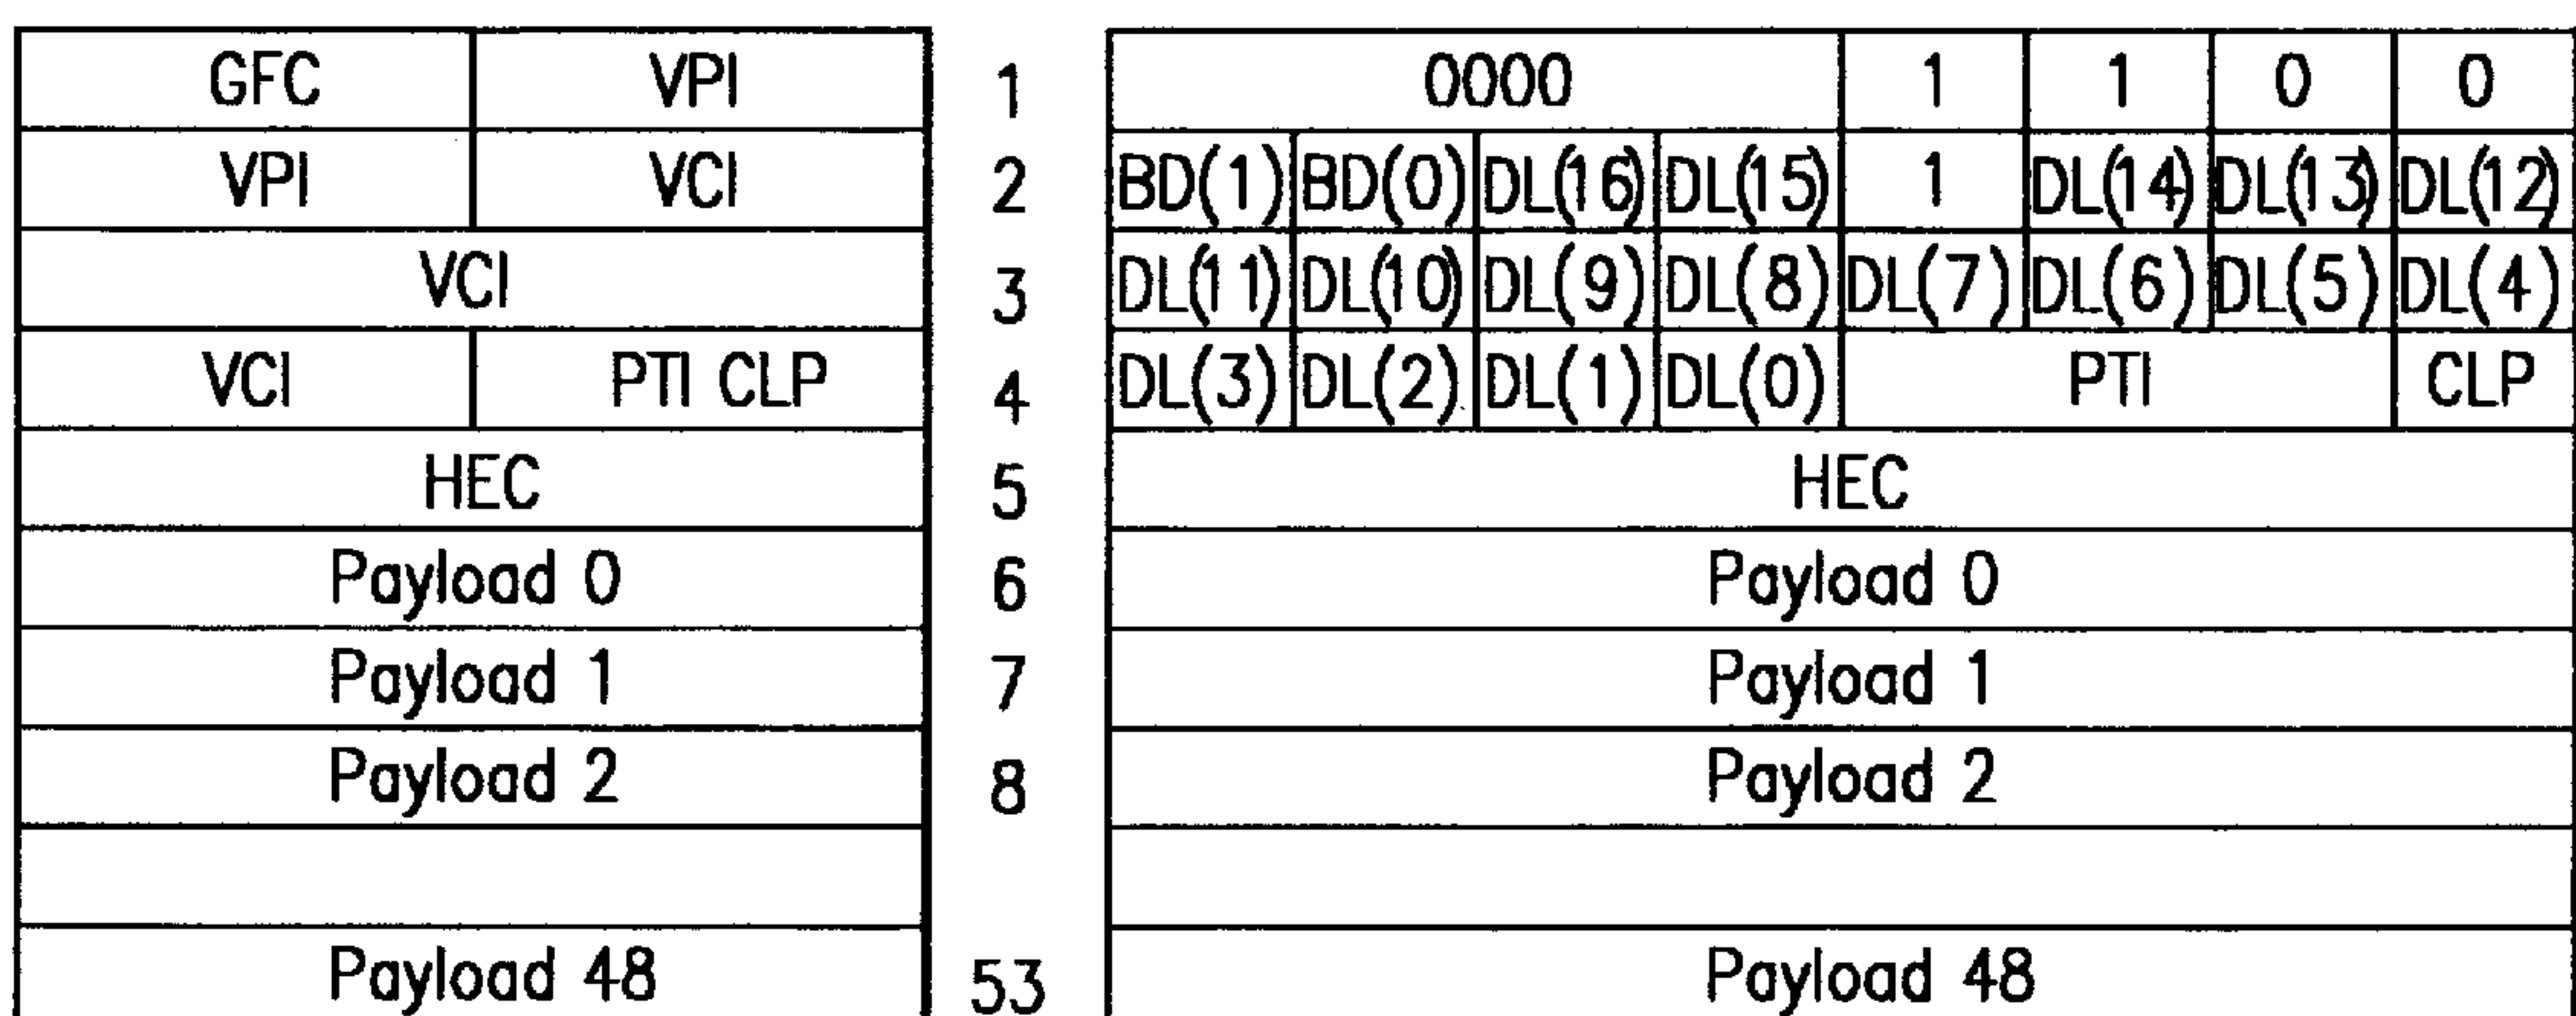 GFC VPI 1 0000 1 1 0 0
VPI VCI 2 BD(1) BD(0) DL(16) DL(15) 1 DL(14) DL(13) DL(12)
VCI 3 DL(11) DL(10) DL(9) DL(8) DL(7) DL(6) DL(5) DL(4)
VCI PTI CLP 4 DL(3) DL(2) DL(1) DL(0) PTI CLP
HEC 5 HEC
Payload 0 6 Payload 0
Payload 1 7 Payload 1
Payload 2 8 Payload 2
Payload 48 53 Payload 48